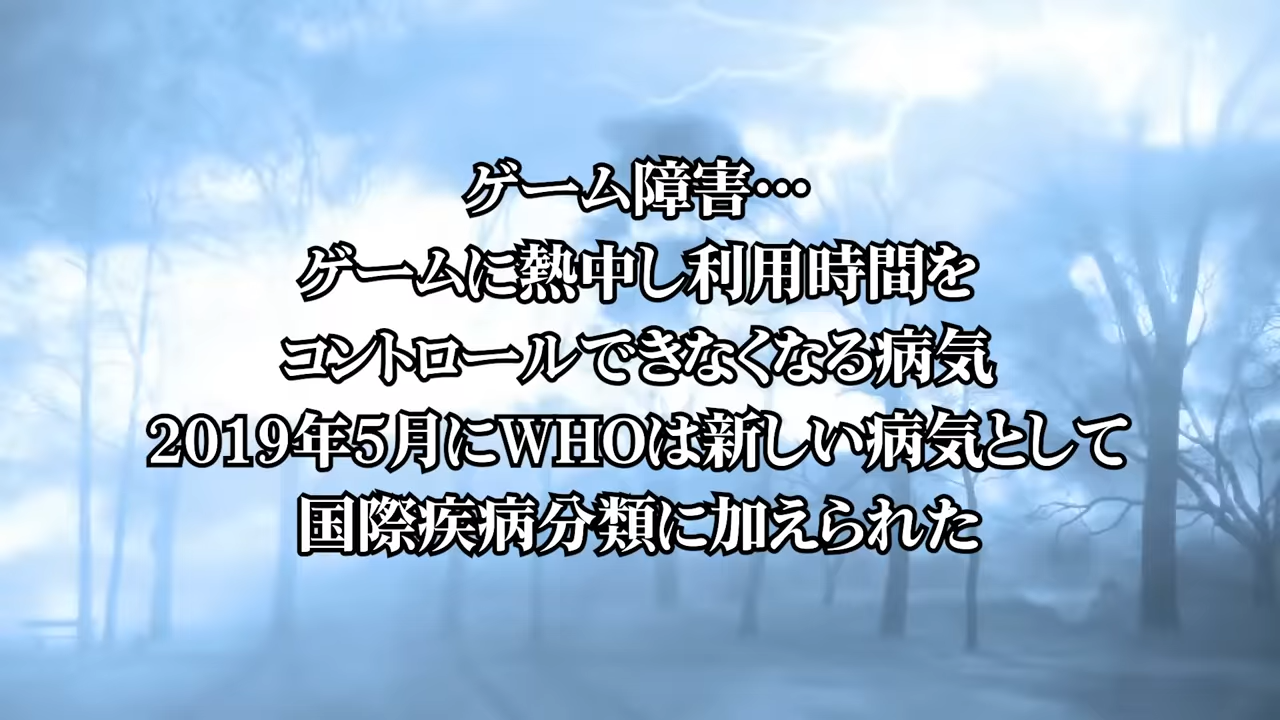 ゲーム障害…
ゲームに熱中し利用時間を
コントロールできなくなる病気
2019年5月にWHOは新しい病気として
国際疾病分類に加えられた